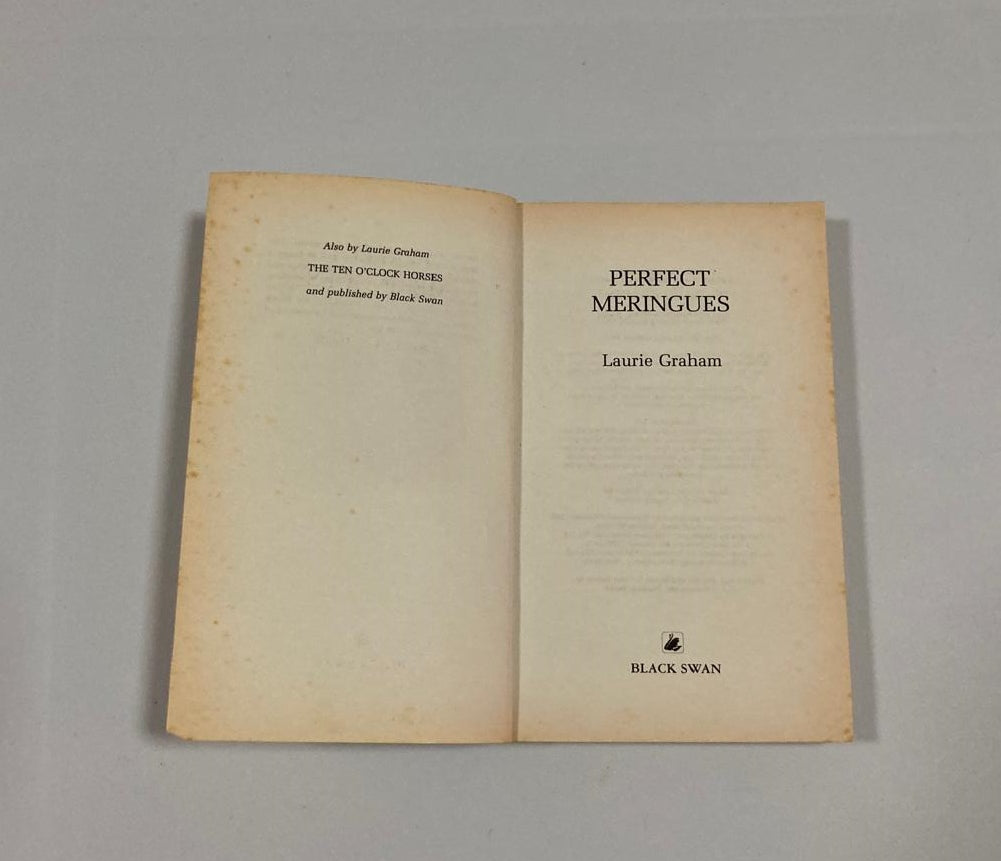 Also by Laurie Graham
THE TEN O'CLOCK HORSES
and published by Black Swan
PERFECT
MERINGUES
Laurie Graham
BLACK SWAN